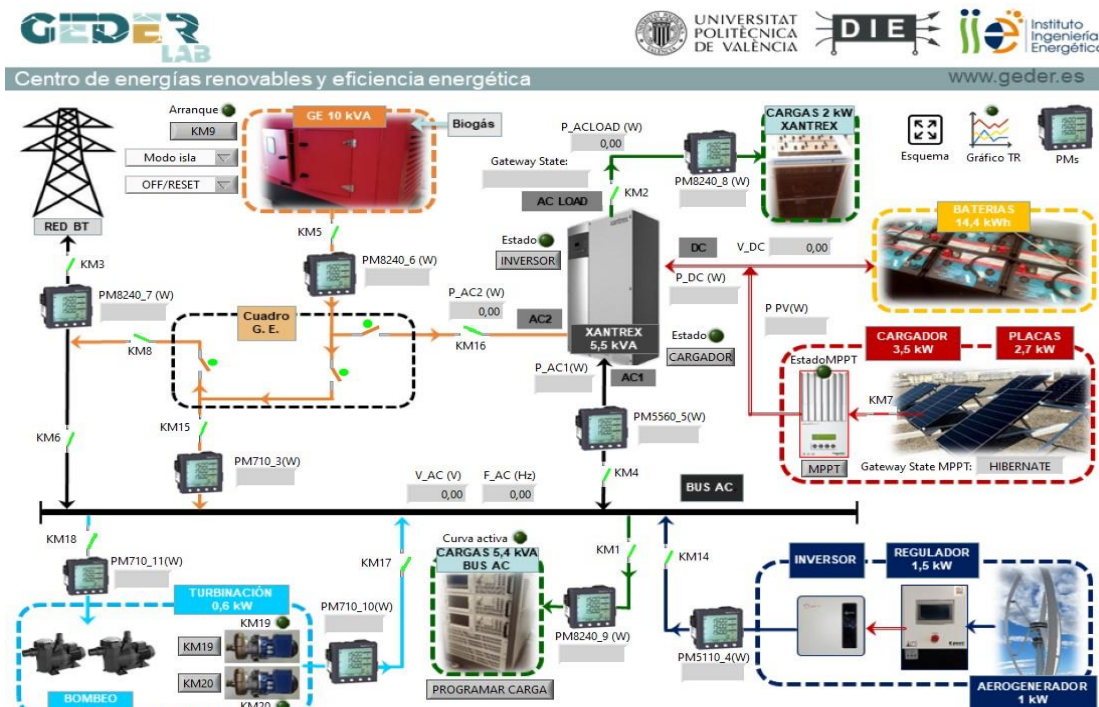 GEDER
LAB
UNIVERSITAT
POLITÈCNICA
DE VALÈNCIA
DIE
iie
Instituto
Ingeniería
Energética
Centro de energías renovables y eficiencia energética
www.geder.es
Arranque
KM9
Modo isla
OFF/RESET
GE 10 kVA
Biogás
P_ACLOAD (W)
0,00
Gateway State:
AC LOAD
KM2
PM8240_8 (W)
CARGAS 2 kW
XANTREX
Esquema
Gráfico TR
PMs
RED BT
KM3
PM8240_7 (W)
KM5
PM8240_6 (W)
Estado
INVERSOR
DC
V_DC
0,00
P_DC (W)
BATERIAS
14,4 kWh
P_AC2 (W)
0,00
AC2
KM16
XANTREX
5,5 kVA
Estado
CARGADOR
P PV(W)
Cuadro
G. E.
KM8
P_AC1(W)
AC1
CARGADOR
3,5 kW
PLACAS
2,7 kW
EstadoMPPT
KM7
MPPT
Gateway State MPPT:
HIBERNATE
KM6
KM15
PM710_3(W)
PM5560_5(W)
KM4
V_AC (V)
0,00
F_AC (Hz)
0,00
BUS AC
KM18
PM710_11(W)
KM17
Curva activa
CARGAS 5,4 kVA
BUS AC
KM1
KM14
INVERSOR
REGULADOR
1,5 kW
TURBINACIÓN
0,6 kW
KM19
KM19
KM20
KM20
BOMBEO
PM710_10(W)
PM8240_9 (W)
PM5110_4(W)
PROGRAMAR CARGA
AEROGENERADOR
1 kW